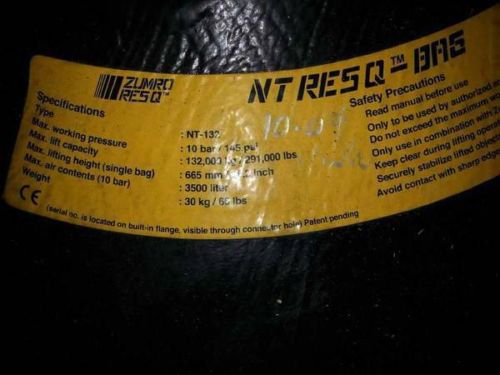 ZUMRO
RESQ™
NT RESQ™-BAG
Specifications
Type : NT-132
Max. working pressure : 10 bar / 145 psi
Max. lift capacity : 132,000 kg / 291,000 lbs
Max. lifting height (single bag) : 665 mm / inch
Max. air contents (10 bar) : 3500 liter
Weight : 30 kg / 66 lbs
CE
(serial no. is located on built-in flange, visible through connector hole) Patent pending
Safety Precautions
Read manual before use
Only to be used by authorized
Do not exceed the maximum
Only use in combination with
Keep clear during lifting
Securely stabilize lifted
Avoid contact with sharp